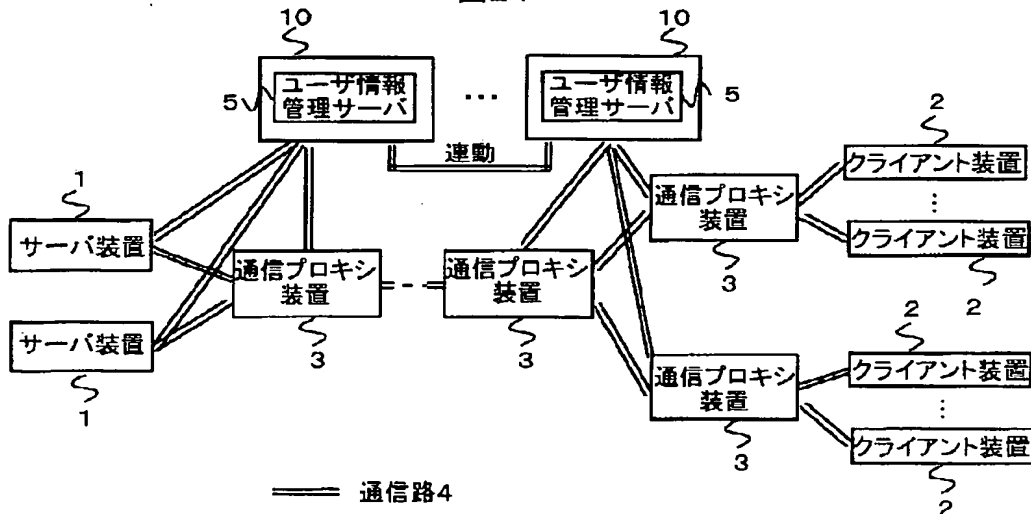 10
10
ユーザ情報
管理サーバ
5
...
ユーザ情報
管理サーバ
5
連動
2
クライアント装置
⋮
クライアント装置
2
1
サーバ装置
通信プロキシ
装置
3
通信プロキシ
装置
3
通信プロキシ
装置
3
サーバ装置
1
2
クライアント装置
⋮
クライアント装置
2
通信プロキシ
装置
3
通信路4